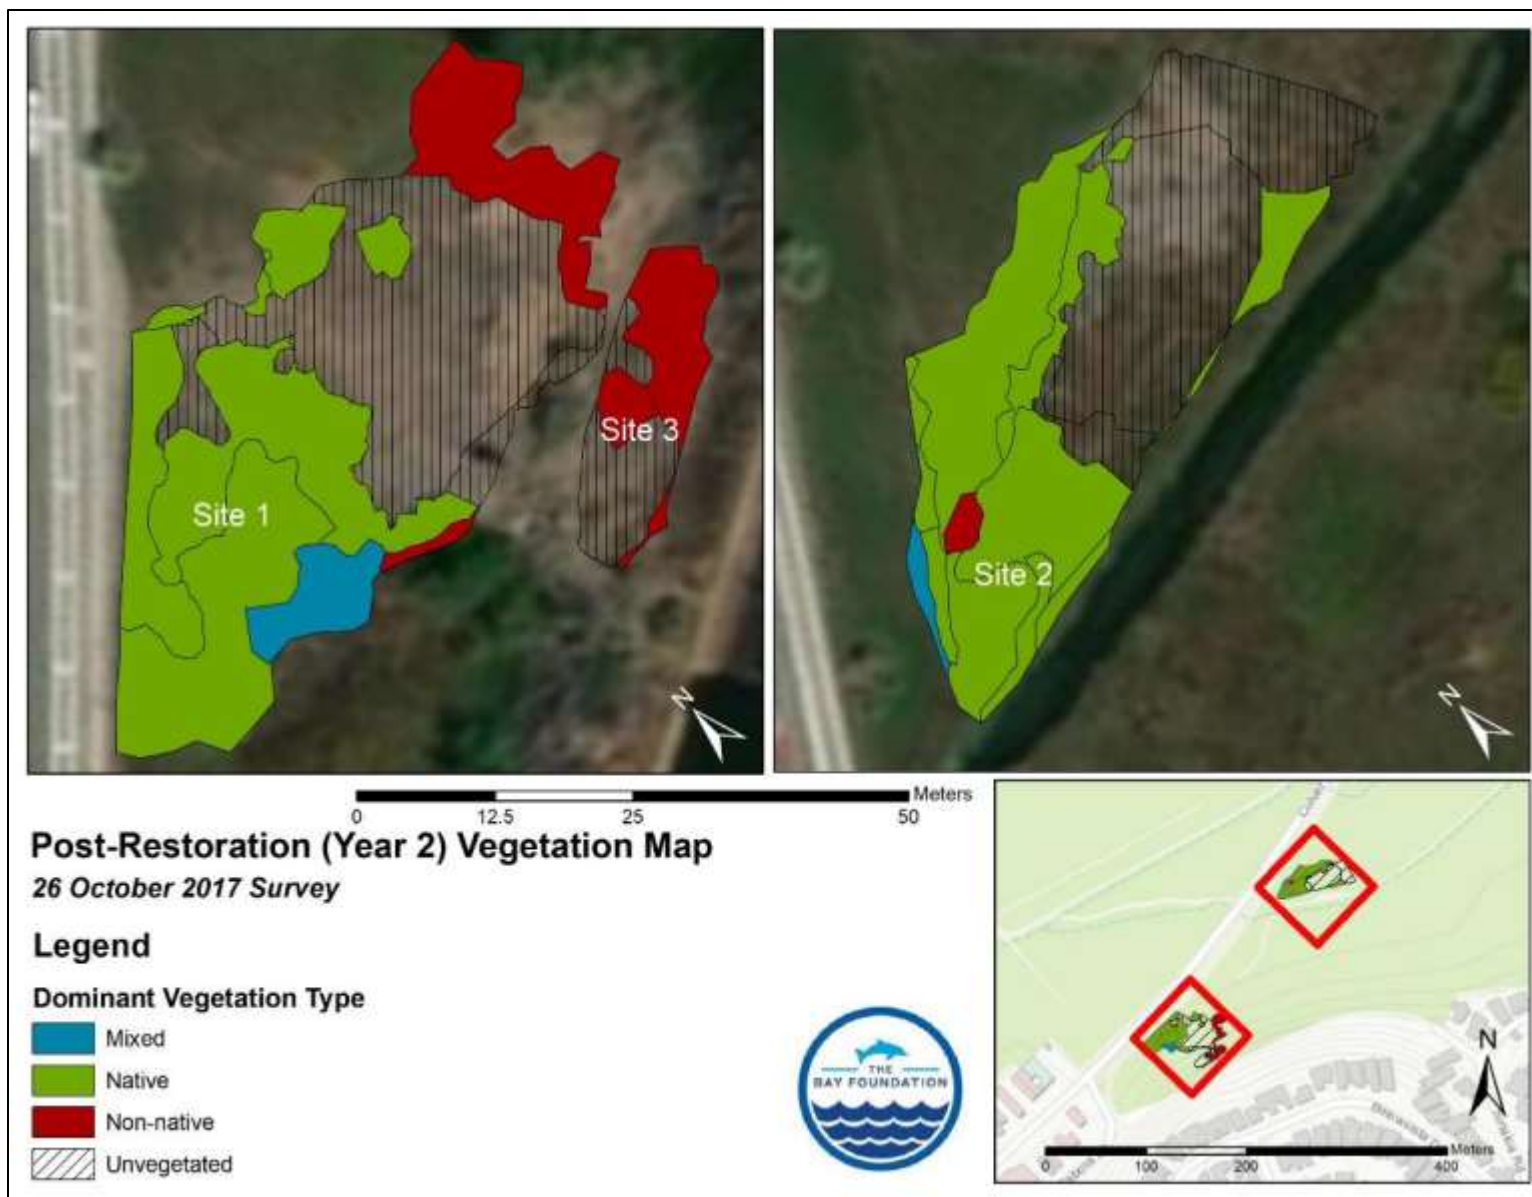 Site 1
Site 3
N
Site 2
N
0 12.5 25 50 Meters
Post-Restoration (Year 2) Vegetation Map
26 October 2017 Survey
Legend
Dominant Vegetation Type
Mixed
Native
Non-native
Unvegetated
THE
BAY FOUNDATION
N
Meters
0 100 200 400